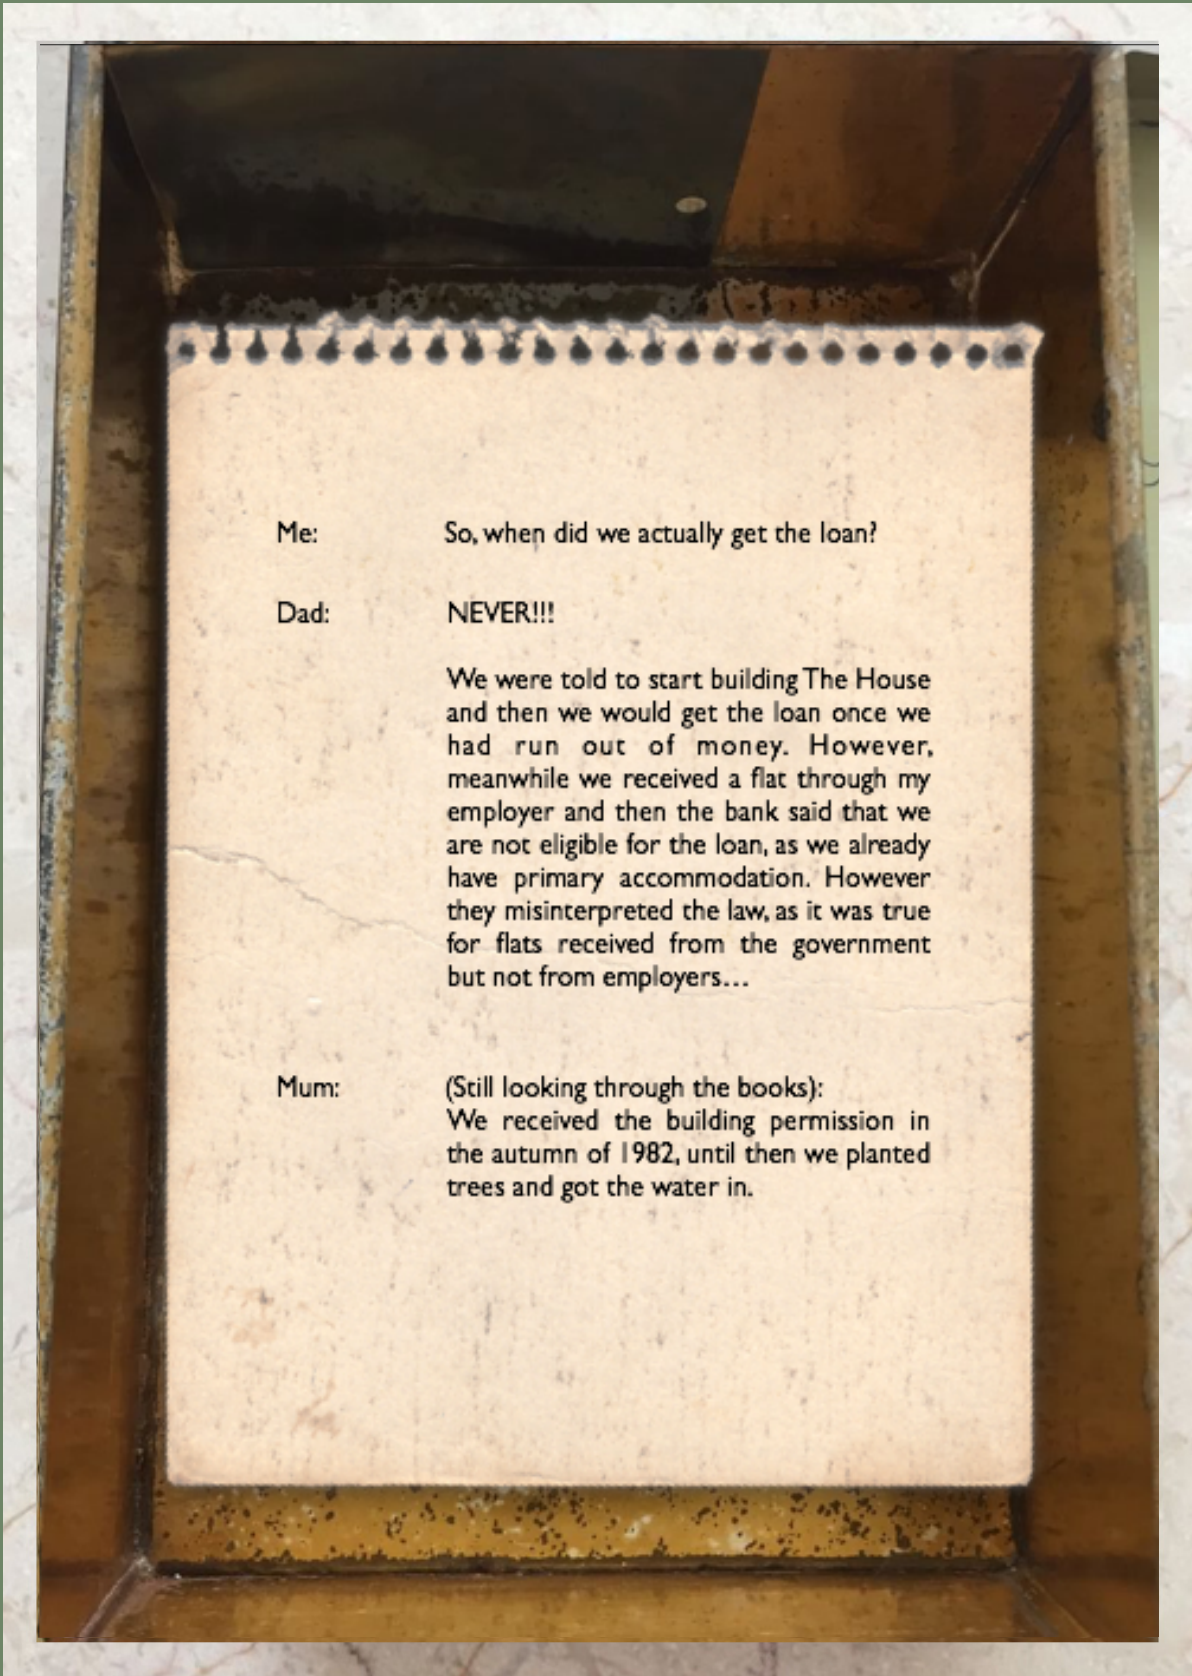 Me: So, when did we actually get the loan?
Dad: NEVER!!!
We were told to start building The House
and then we would get the loan once we
had run out of money. However,
meanwhile we received a flat through my
employer and then the bank said that we
are not eligible for the loan, as we already
have primary accommodation. However
they misinterpreted the law, as it was true
for flats received from the government
but not from employers...
Mum: (Still looking through the books):
We received the building permission in
the autumn of 1982, until then we planted
trees and got the water in.